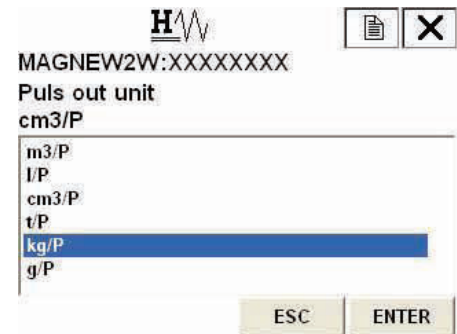 H
MAGNEW2W:XXXXXXXX
Puls out unit
cm3/P
m3/P
l/P
cm3/P
t/P
kg/P
g/P
ESC ENTER